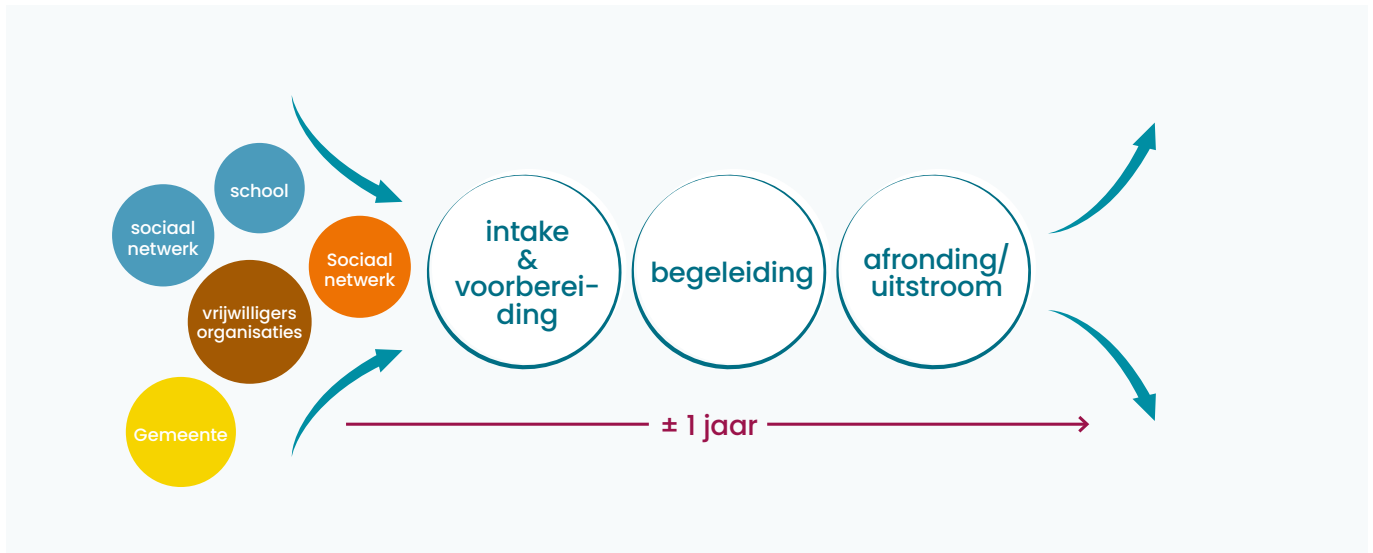 school
sociaal
netwerk
Sociaal
netwerk
vrijwilligers
organisaties
Gemeente
intake
&
voorberei-
ding
begeleiding
afronding/
uitstroom
± 1 jaar